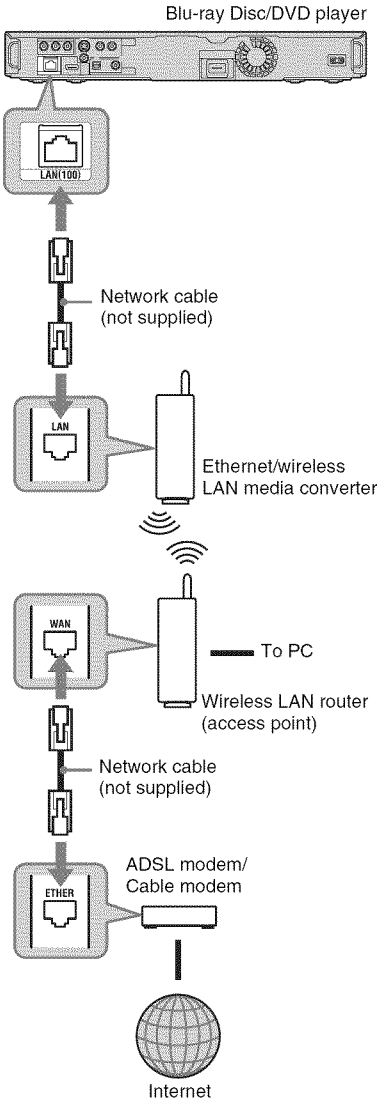 Blu-ray Disc/DVD player
LAN(100)
Network cable
(not supplied)
LAN
Ethernet/wireless
LAN media converter
WAN
To PC
Wireless LAN router
(access point)
Network cable
(not supplied)
ADSL modem/
Cable modem
ETHER
Internet